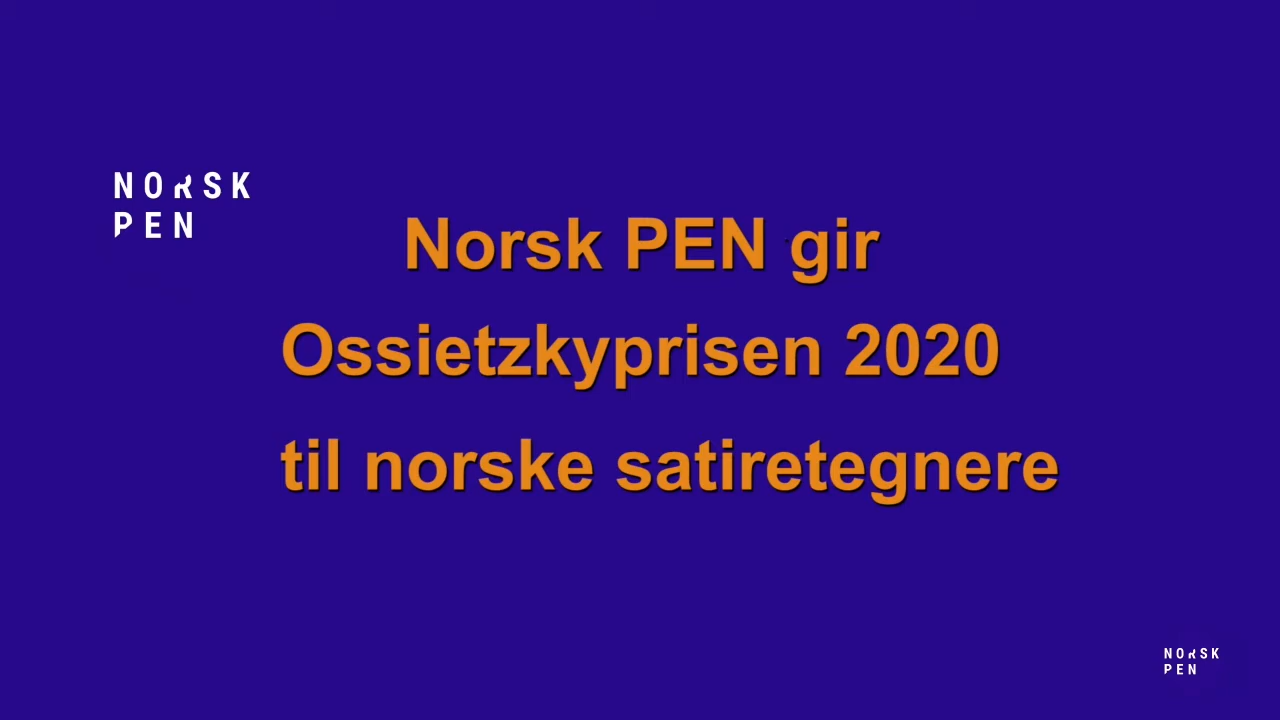 NORSK
PEN
Norsk PEN gir
Ossietzkyprisen 2020
til norske satiretegnere
NORSK
PEN